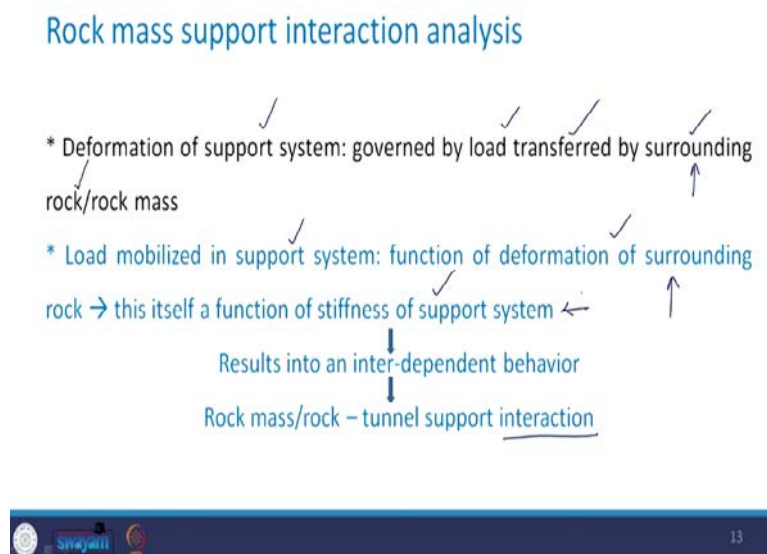 Rock mass support interaction analysis
* Deformation of support system: governed by load transferred by surrounding
rock/rock mass
* Load mobilized in support system: function of deformation of surrounding
rock → this itself a function of stiffness of support system
Results into an inter-dependent behavior
Rock mass/rock – tunnel support interaction
swayam
13